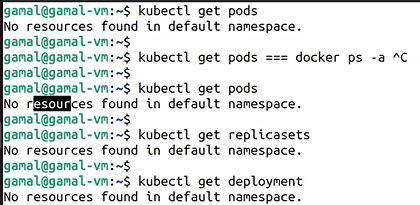 gamal@gamal-vm:~$ kubectl get pods
No resources found in default namespace.
gamal@gamal-vm:~$
gamal@gamal-vm:~$ kubectl get pods === docker ps -a ^C
gamal@gamal-vm:~$
gamal@gamal-vm:~$ kubectl get pods
No resources found in default namespace.
gamal@gamal-vm:~$
gamal@gamal-vm:~$ kubectl get replicasets
No resources found in default namespace.
gamal@gamal-vm:~$
gamal@gamal-vm:~$ kubectl get deployment
No resources found in default namespace.